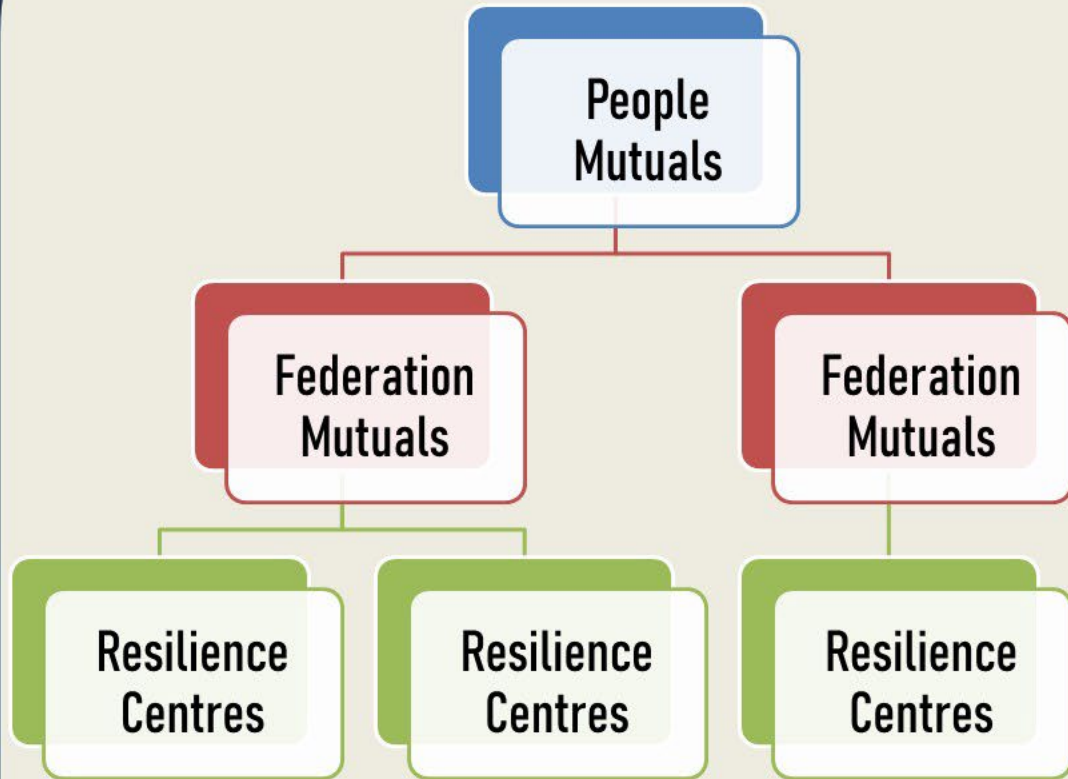 People
Mutuals
Federation
Mutuals
Federation
Mutuals
Resilience
Centres
Resilience
Centres
Resilience
Centres